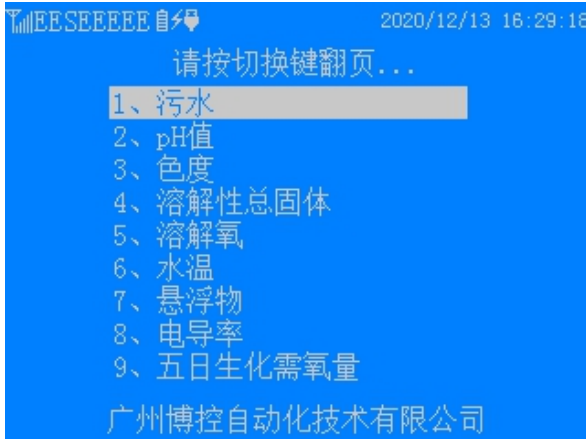 EESEEEEE 2020/12/13 16:29:18
请按切换键翻页...
1、污水
2、pH值
3、色度
4、溶解性总固体
5、溶解氧
6、水温
7、悬浮物
8、电导率
9、五日生化需氧量
广州博控自动化技术有限公司